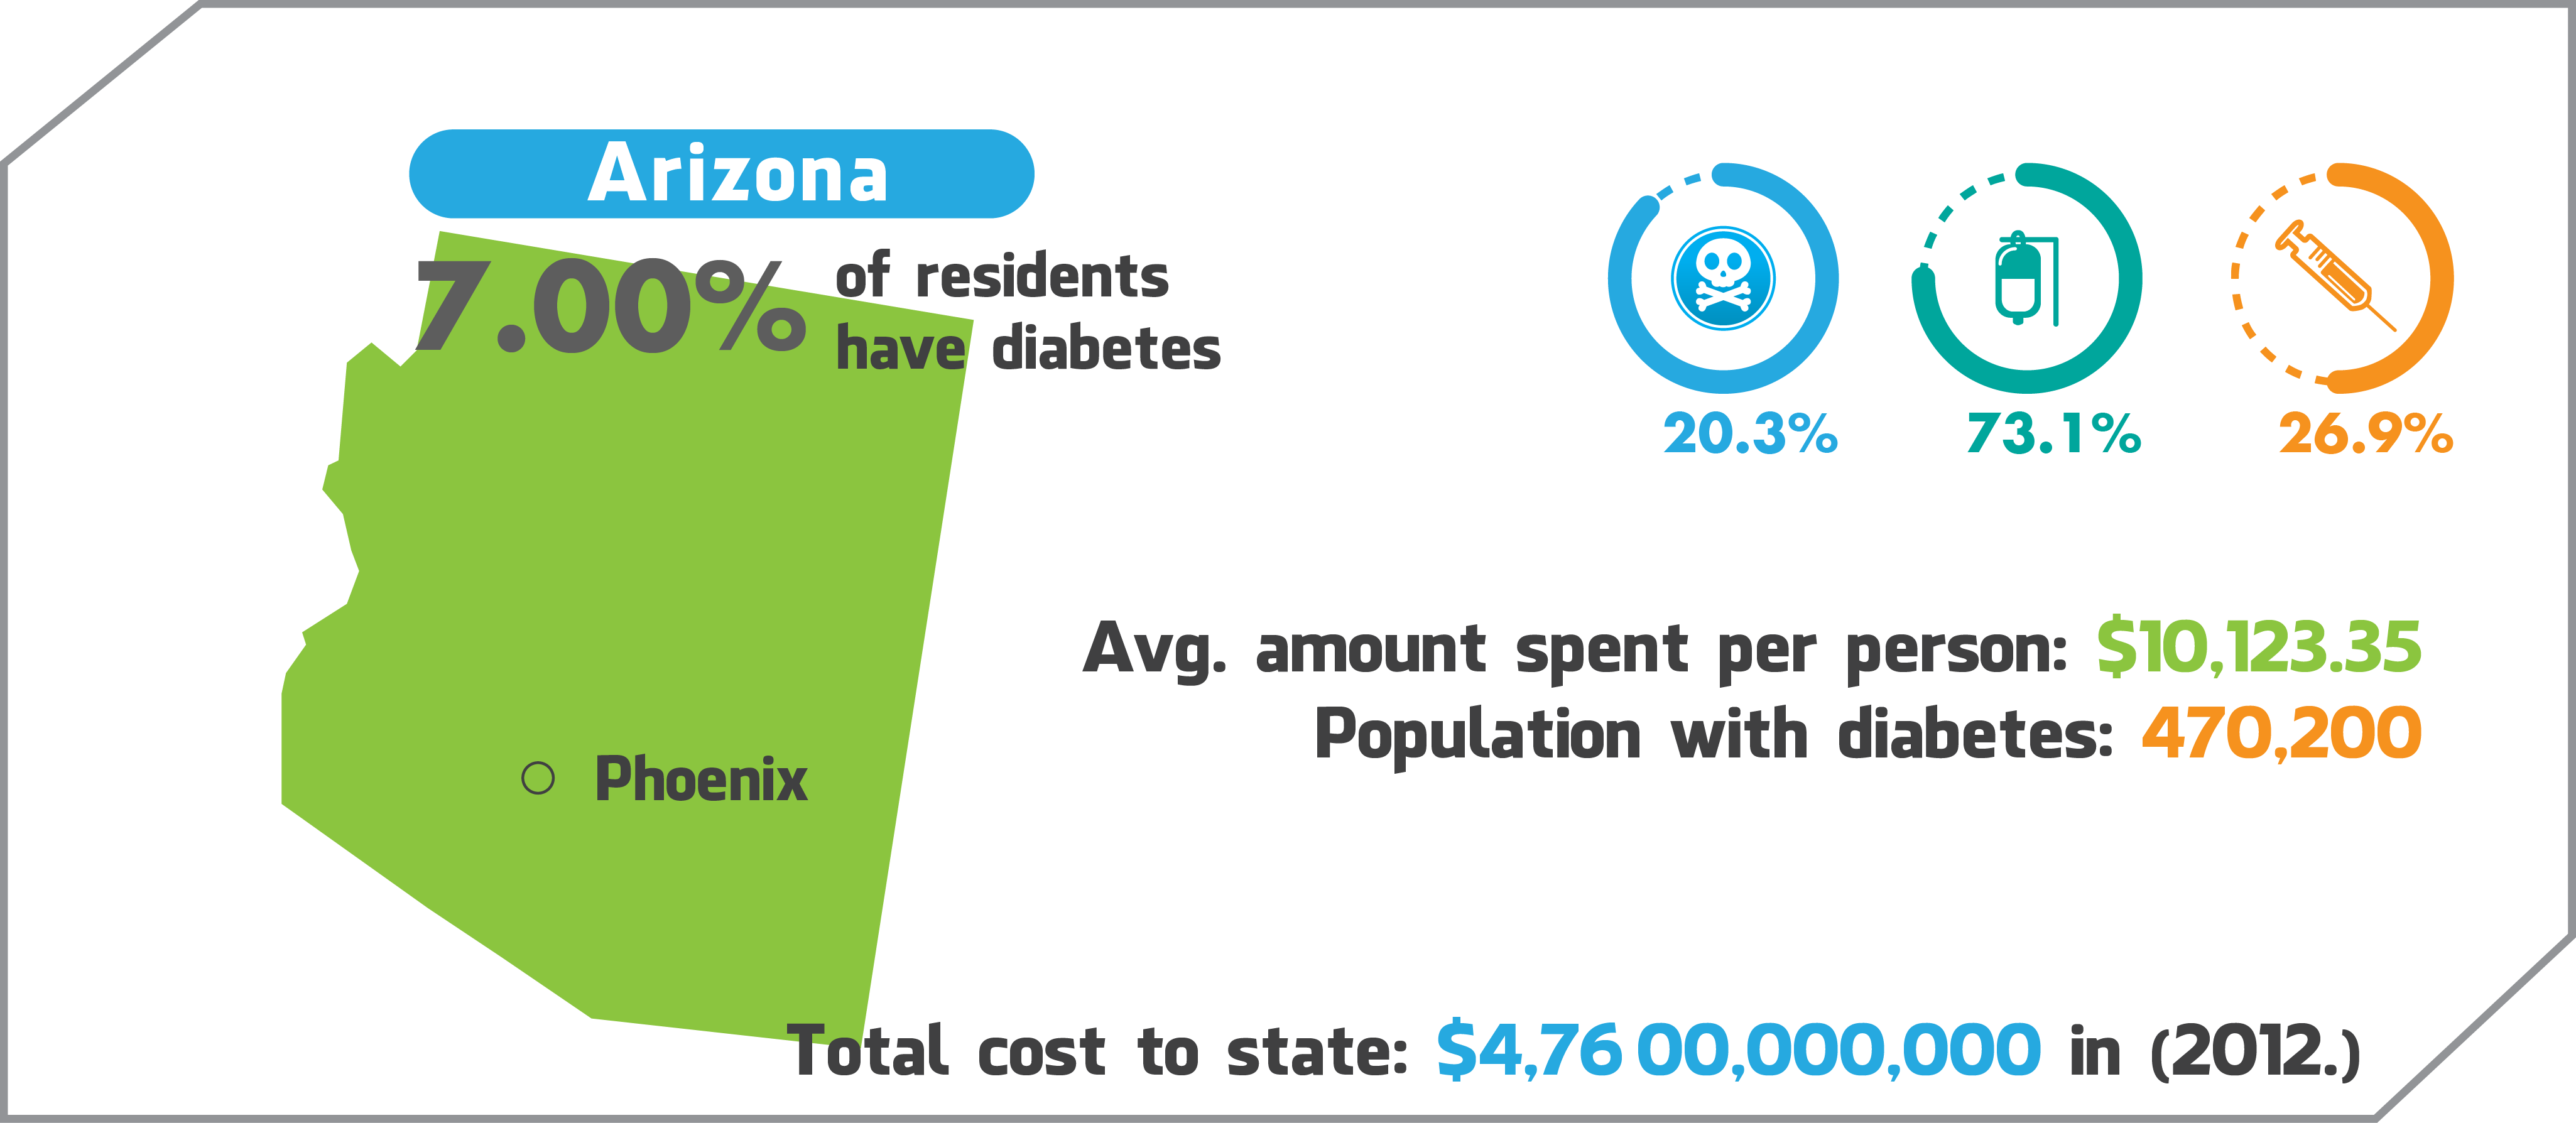 Arizona
7.00% of residents
have diabetes
20.3% 73.1% 26.9%
Avg. amount spent per person: $10,123.35
Population with diabetes: 470,200
Phoenix
Total cost to state: $4,76 00,000,000 in (2012.)